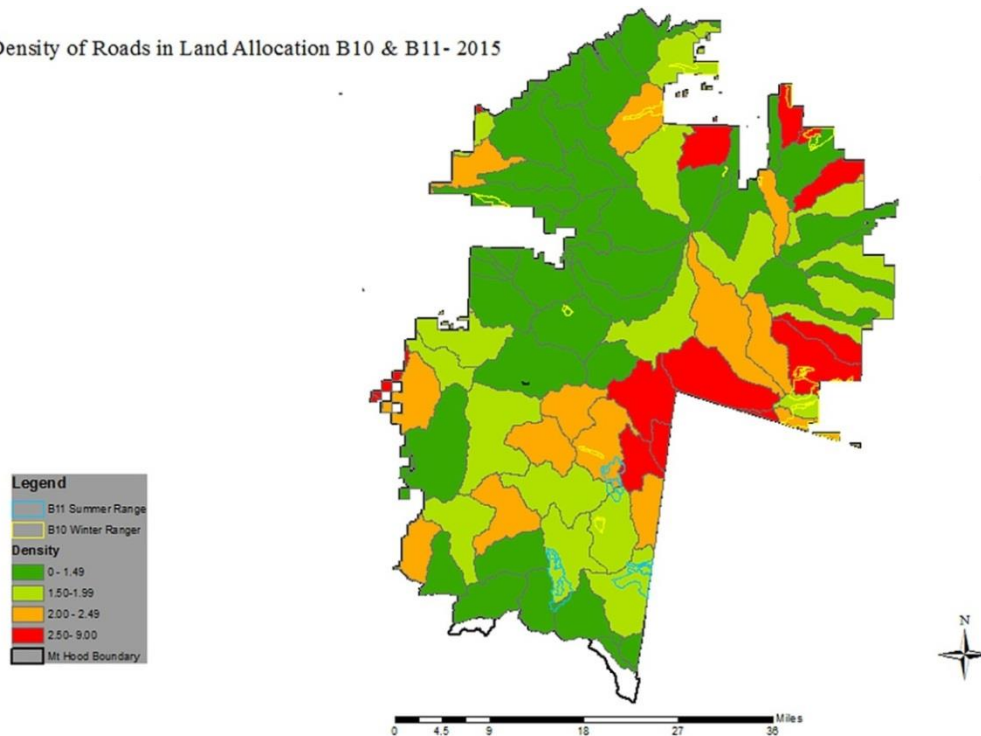 Density of Roads in Land Allocation B10 & B11- 2015
Legend
B11 Summer Range
B10 Winter Ranger
Density
0 - 1.49
1.50-1.99
2.00 - 2.49
2.50- 9.00
Mt Hood Boundary
N
Miles
0 4.5 9 18 27 36